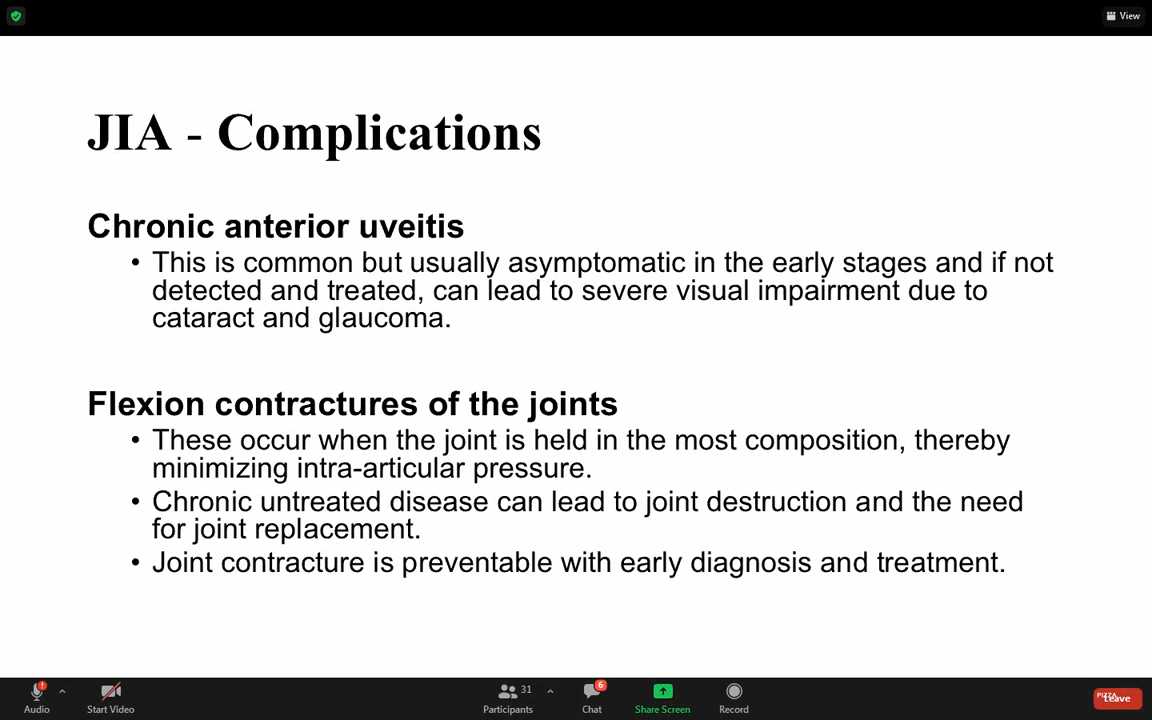 View
JIA - Complications
Chronic anterior uveitis
• This is common but usually asymptomatic in the early stages and if not
detected and treated, can lead to severe visual impairment due to
cataract and glaucoma.
Flexion contractures of the joints
• These occur when the joint is held in the most composition, thereby
minimizing intra-articular pressure.
• Chronic untreated disease can lead to joint destruction and the need
for joint replacement.
• Joint contracture is preventable with early diagnosis and treatment.
Audio
Start Video
Participants
31
Chat
6
Share Screen
Record
PIZZA
Leave